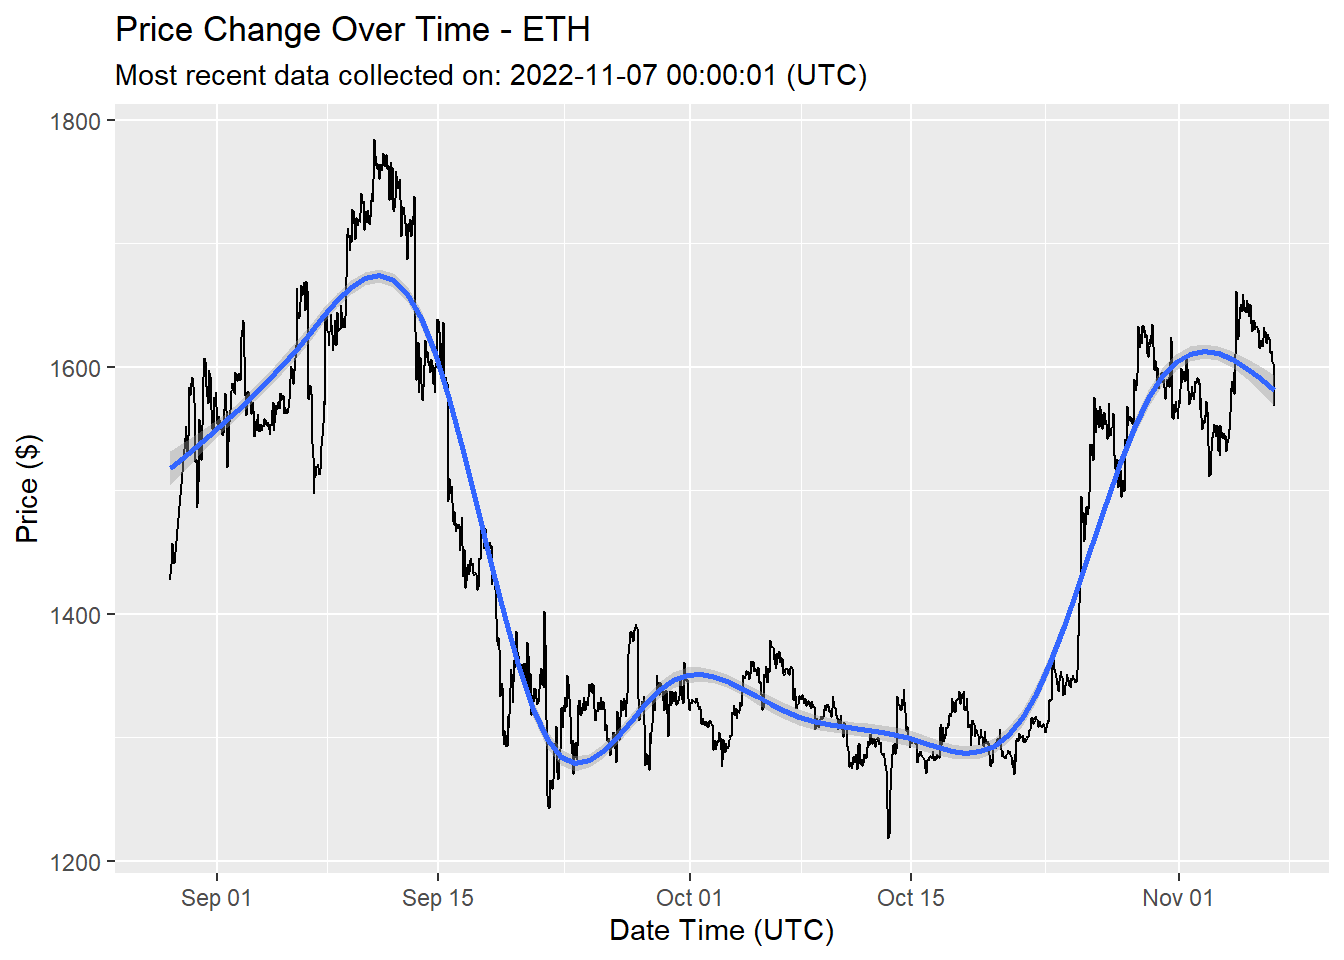 Price Change Over Time - ETH
Most recent data collected on: 2022-11-07 00:00:01 (UTC)
Price ($)
1800
1600
1400
1200
Sep 01
Sep 15
Oct 01
Oct 15
Nov 01
Date Time (UTC)